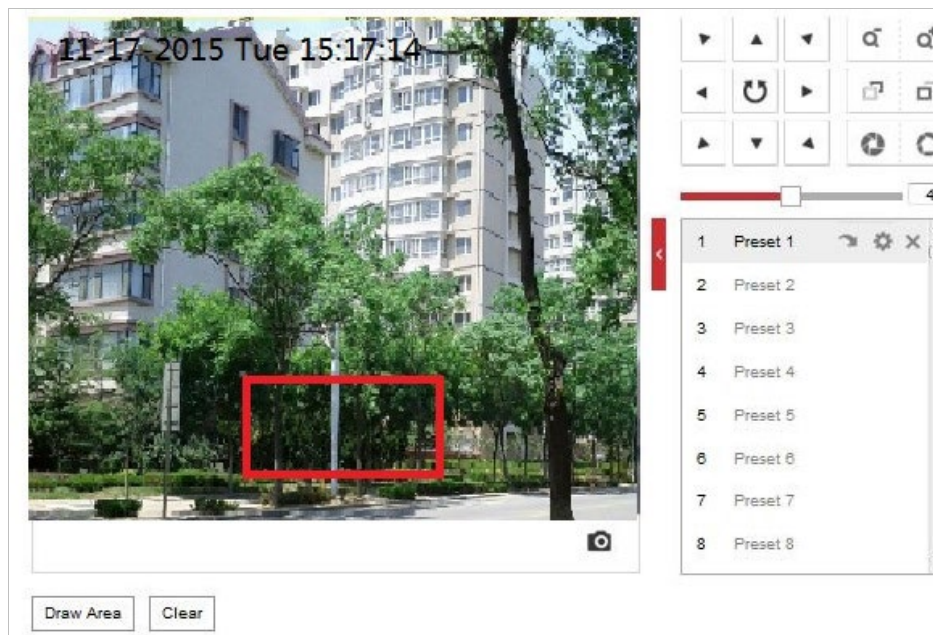 11-17-2015 Tue 15:17:14
4
1 Preset 1
2 Preset 2
3 Preset 3
4 Preset 4
5 Preset 5
6 Preset 6
7 Preset 7
8 Preset 8
Draw Area Clear